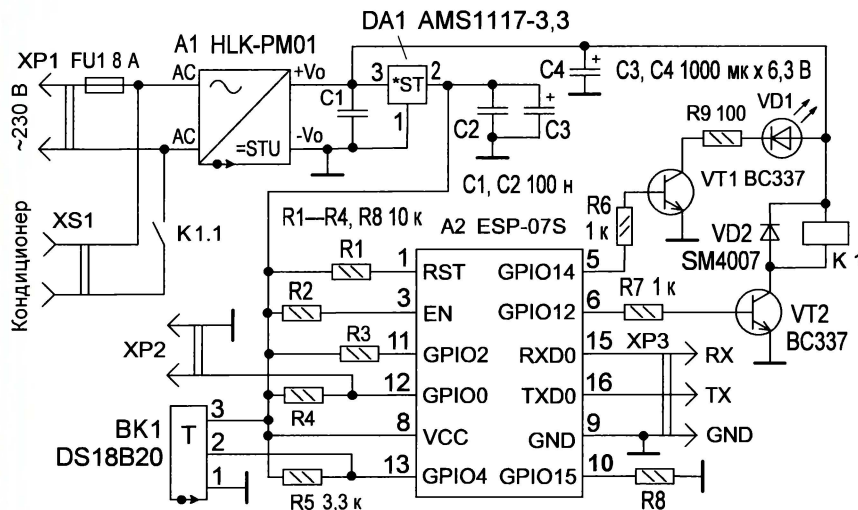 DA1 AMS1117-3,3
XP1
FU1 8 А
A1 HLK-PM01
AC
+Vo
3
*ST
2
C4
+
C3, C4 1000 мк х 6,3 В
~230 В
C1
1
C2
+
C3
R9 100
VD1
AC
=STU
-Vo
VT1 BC337
C1, C2 100 н
R6
1 к
XS1
Кондиционер
K1.1
R1—R4, R8 10 к
A2 ESP-07S
VD2
SM4007
K 1
R1
1
RST
GPIO14
5
R2
3
EN
GPIO12
6
R7 1 к
VT2
BC337
R3
11
GPIO2
RXD0
15
XP3
RX
XP2
R4
12
GPIO0
TXD0
16
TX
BK1
DS18B20
T
3
2
1
8
VCC
GND
9
GND
13
GPIO4
GPIO15
10
R5 3,3 к
R8